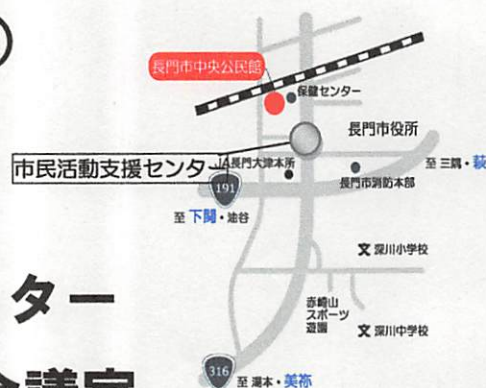 長門市中央公民館
保健センター
長門市役所
市民活動支援センター
JA長門大津本所
至 三隅・萩
長門市消防本部
191
至 下関・油谷
深川小学校
ター
赤崎山
スポーツ
遊園
深川中学校
316
至 湯本・美祢
会議室